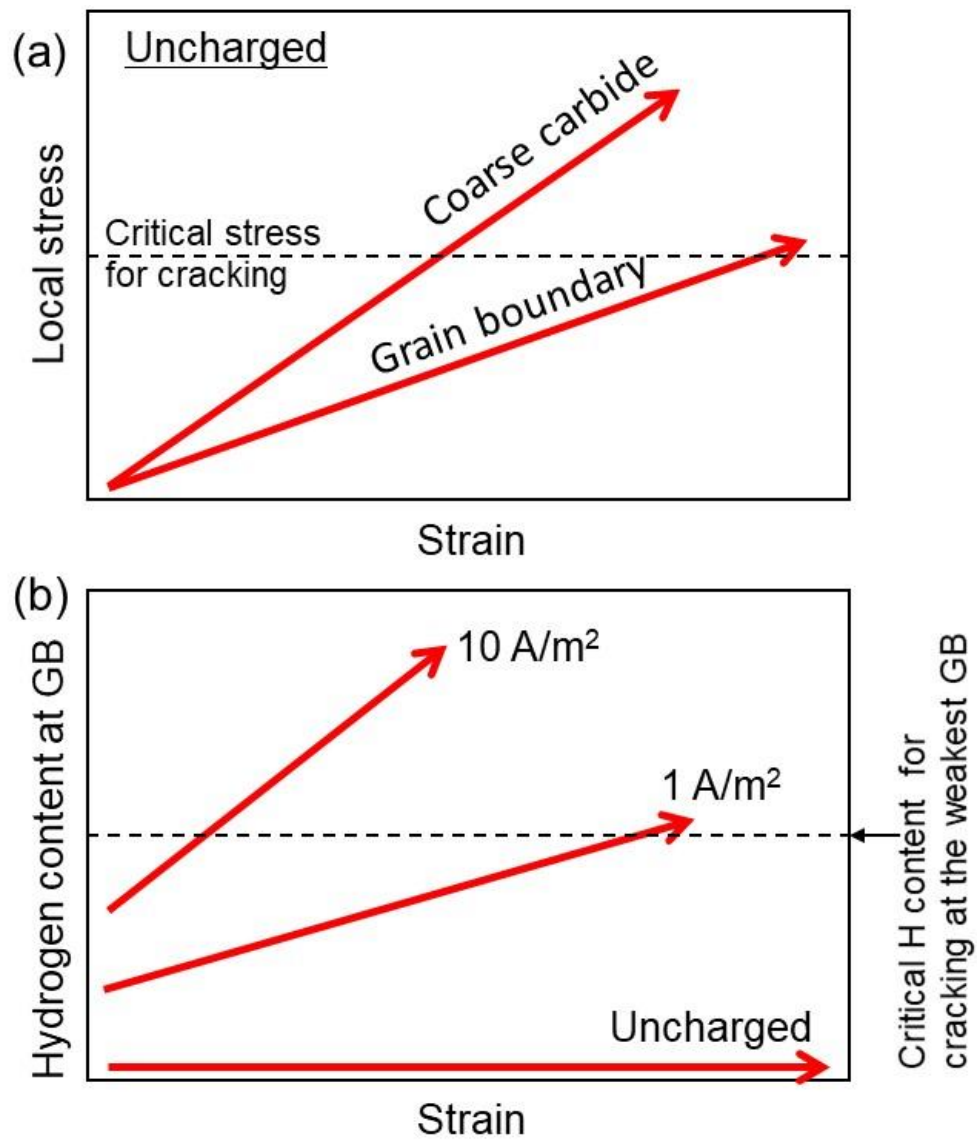 (a)
Uncharged
Coarse carbide
Critical stress
for cracking
Grain boundary
Local stress
Strain
(b)
10 A/m²
1 A/m²
Uncharged
Hydrogen content at GB
Critical H content for
cracking at the weakest GB
Strain